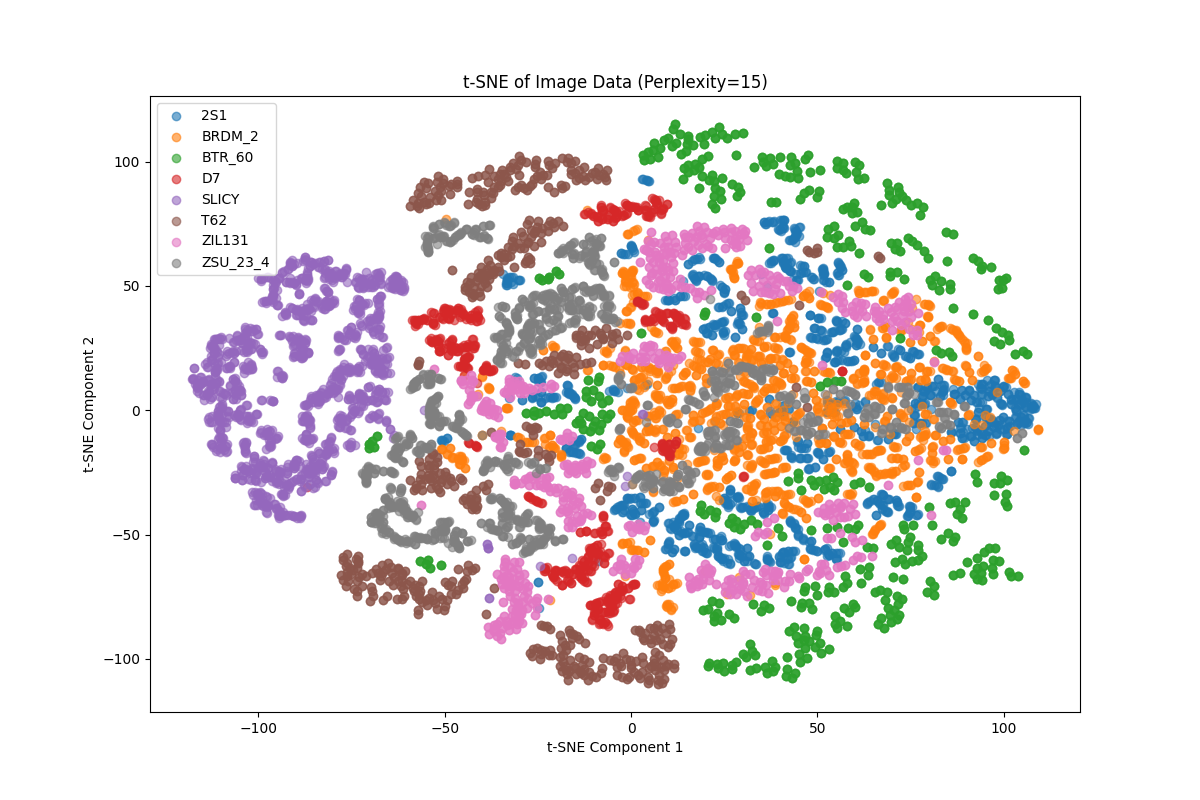 t-SNE of Image Data (Perplexity=15)
2S1
BRDM_2
BTR_60
D7
SLICY
T62
ZIL131
ZSU_23_4
100
50
0
−50
−100
t-SNE Component 2
−100
−50
0
50
100
t-SNE Component 1